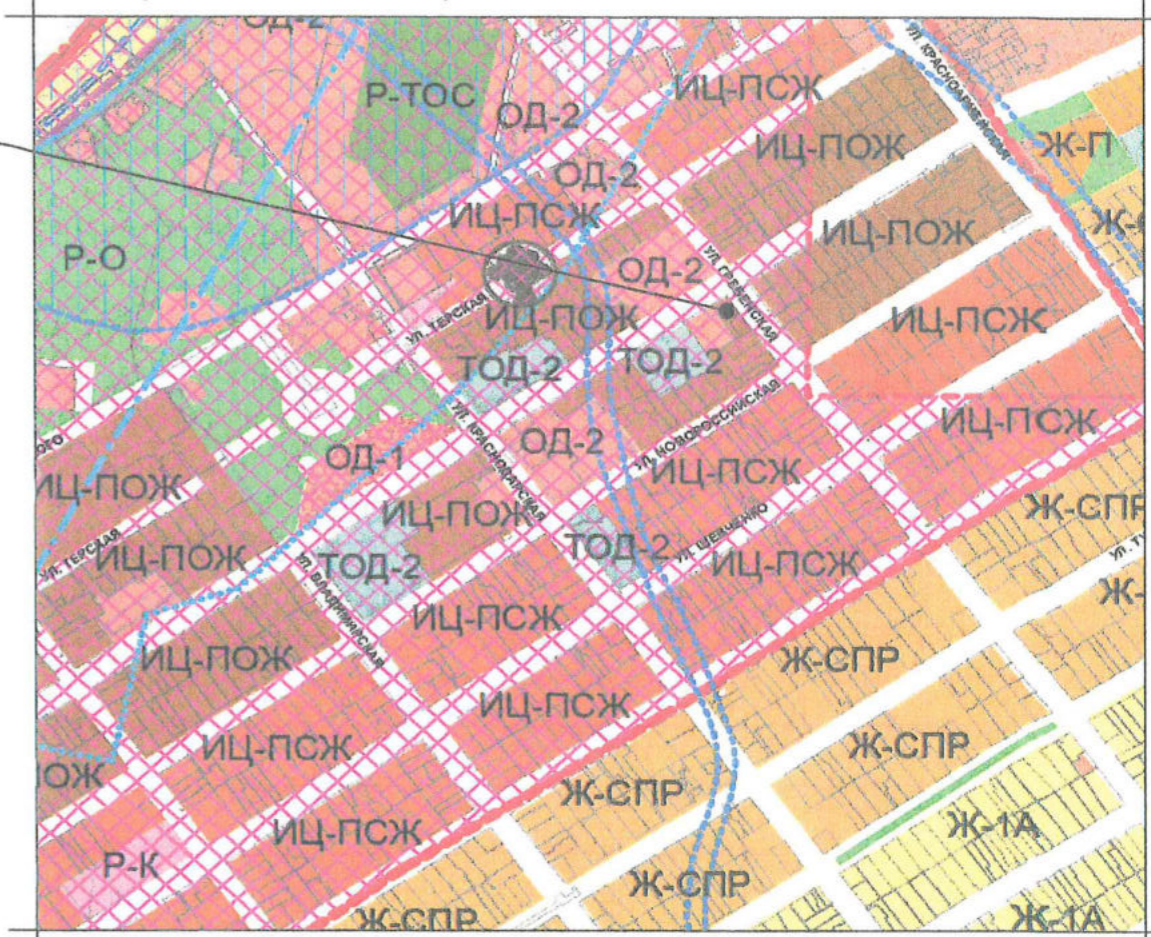 ОД-2
УЛ. КРАСНОАРМЕЙСКАЯ
Р-ТОС
ИЦ-ПСЖ
ОД-2
ИЦ-ПОЖ
Ж-П
ОД-2
ИЦ-ПСЖ
ИЦ-ПОЖ
Р-О
ОД-2
УЛ. ГРЕБЕНСКАЯ
УЛ. ТЕРСКАЯ
ИЦ-ПОЖ
ИЦ-ПСЖ
ТОД-2
ТОД-2
УЛ. КРАСНОДАРСКАЯ
УЛ. НОВОРОССИЙСКАЯ
ИЦ-ПСЖ
ОД-2
ОД-1
ИЦ-ПСЖ
ИЦ-ПОЖ
ИЦ-ПОЖ
Ж-СПР
УЛ. ШЕВЧЕНКО
УЛ. ТЕРСКАЯ
ИЦ-ПОЖ
ТОД-2
ТОД-2
ИЦ-ПСЖ
УЛ. ВЛАДИМИРСКАЯ
ИЦ-ПСЖ
ИЦ-ПОЖ
Ж-СПР
ИЦ-ПСЖ
ИЦ-ПСЖ
Ж-СПР
Ж-СПР
ИЦ-ПСЖ
Ж-1А
Р-К
Ж-СПР
Ж-СПР
Ж-1А